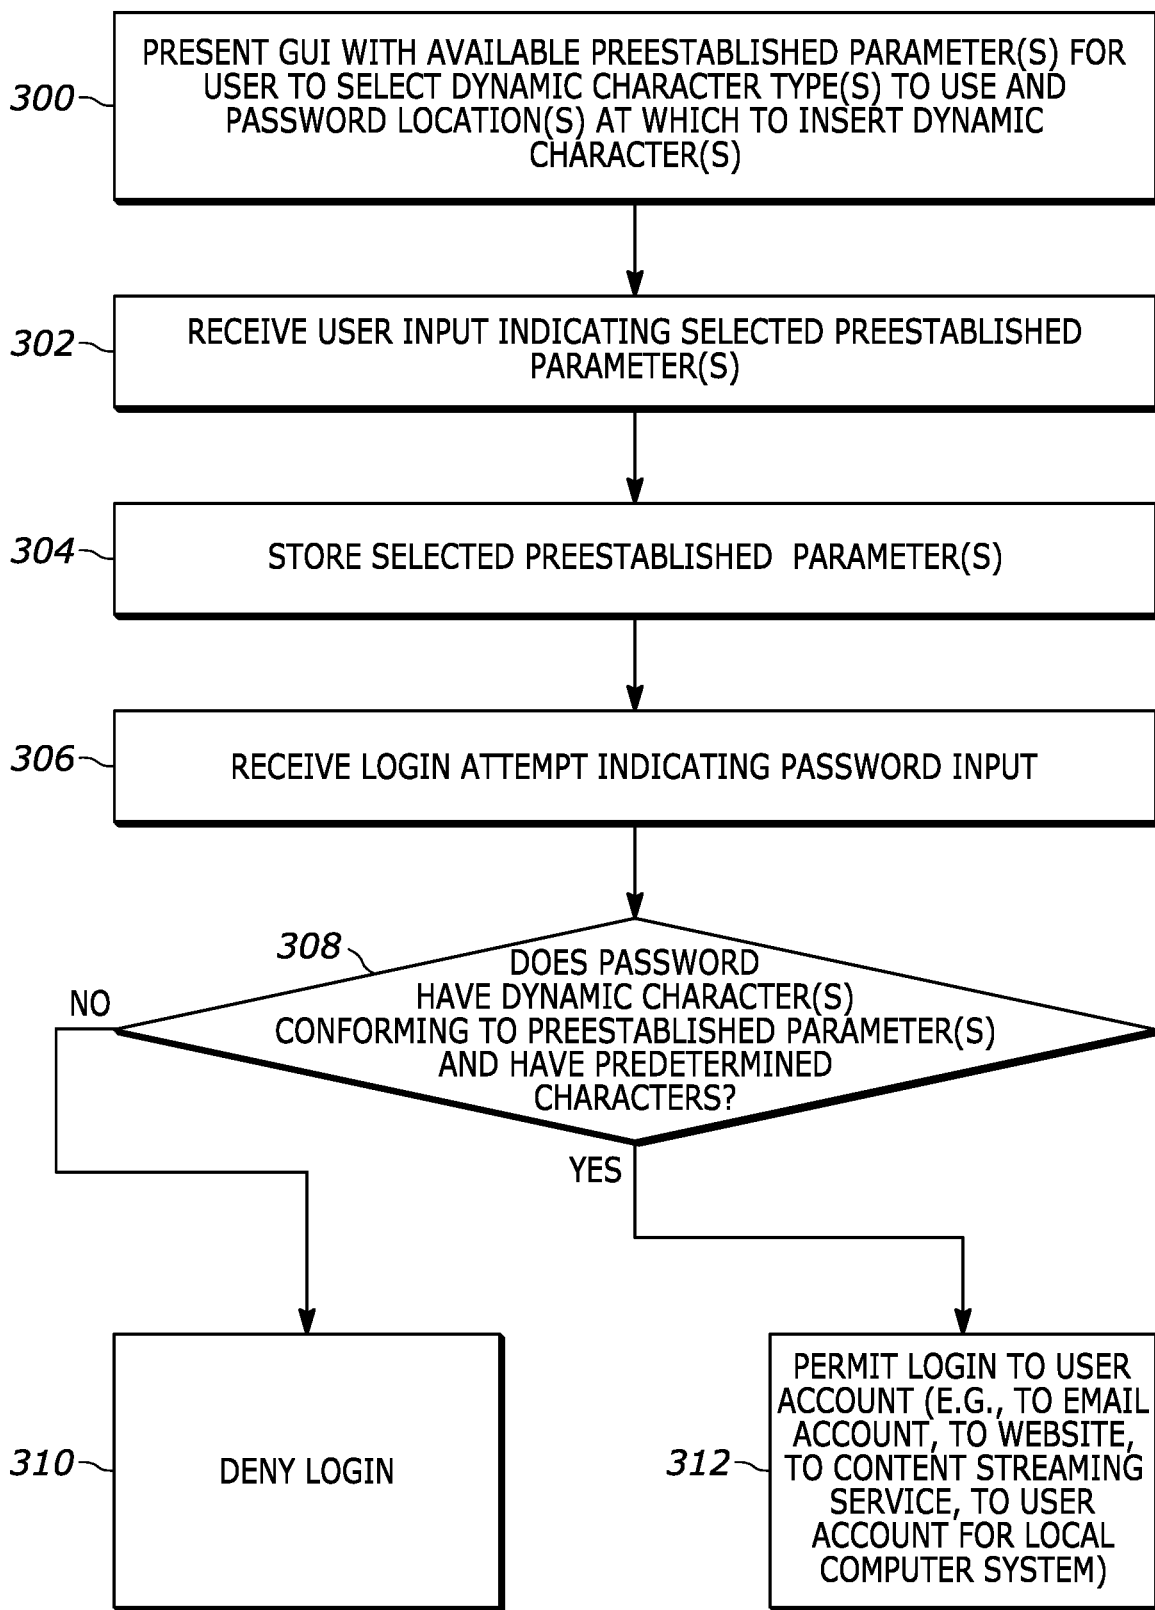 300
PRESENT GUI WITH AVAILABLE PREESTABLISHED PARAMETER(S) FOR
USER TO SELECT DYNAMIC CHARACTER TYPE(S) TO USE AND
PASSWORD LOCATION(S) AT WHICH TO INSERT DYNAMIC
CHARACTER(S)
302
RECEIVE USER INPUT INDICATING SELECTED PREESTABLISHED
PARAMETER(S)
304
STORE SELECTED PREESTABLISHED PARAMETER(S)
306
RECEIVE LOGIN ATTEMPT INDICATING PASSWORD INPUT
308
DOES PASSWORD
HAVE DYNAMIC CHARACTER(S)
CONFORMING TO PREESTABLISHED PARAMETER(S)
AND HAVE PREDETERMINED
CHARACTERS?
NO
YES
310
DENY LOGIN
312
PERMIT LOGIN TO USER
ACCOUNT (E.G., TO EMAIL
ACCOUNT, TO WEBSITE,
TO CONTENT STREAMING
SERVICE, TO USER
ACCOUNT FOR LOCAL
COMPUTER SYSTEM)